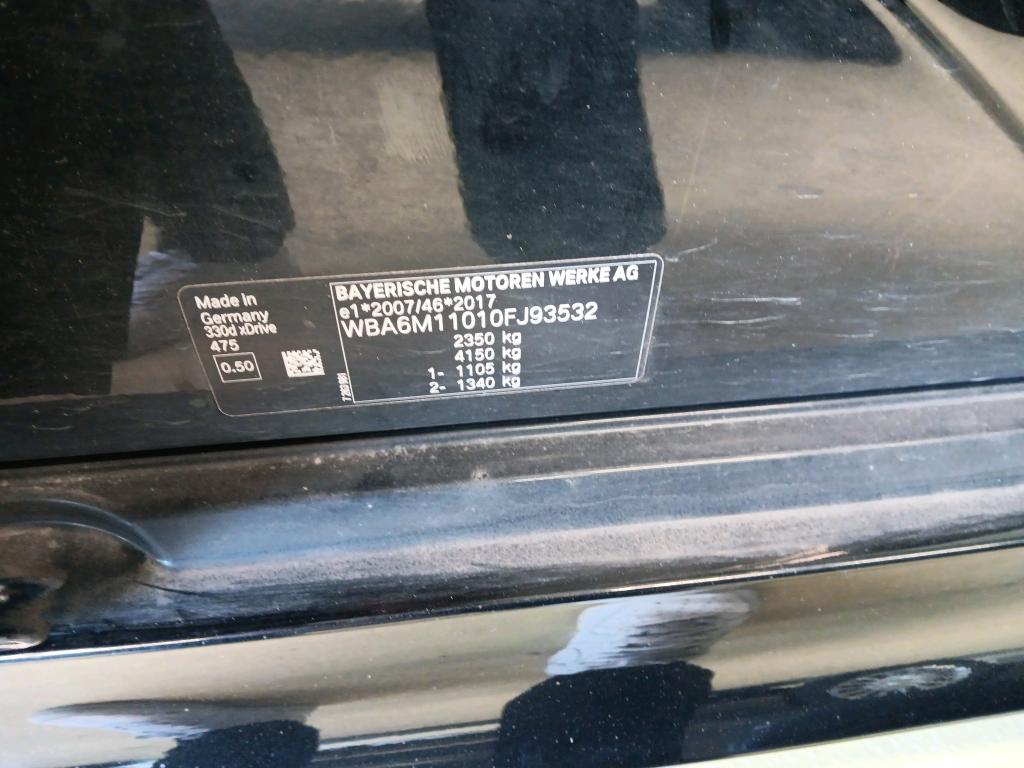 Made in
Germany
330d xDrive
475
0.50
BAYERISCHE MOTOREN WERKE AG
e1*2007/46*2017
WBA6M11010FJ93532
2350 kg
4150 kg
1- 1105 kg
2- 1340 kg